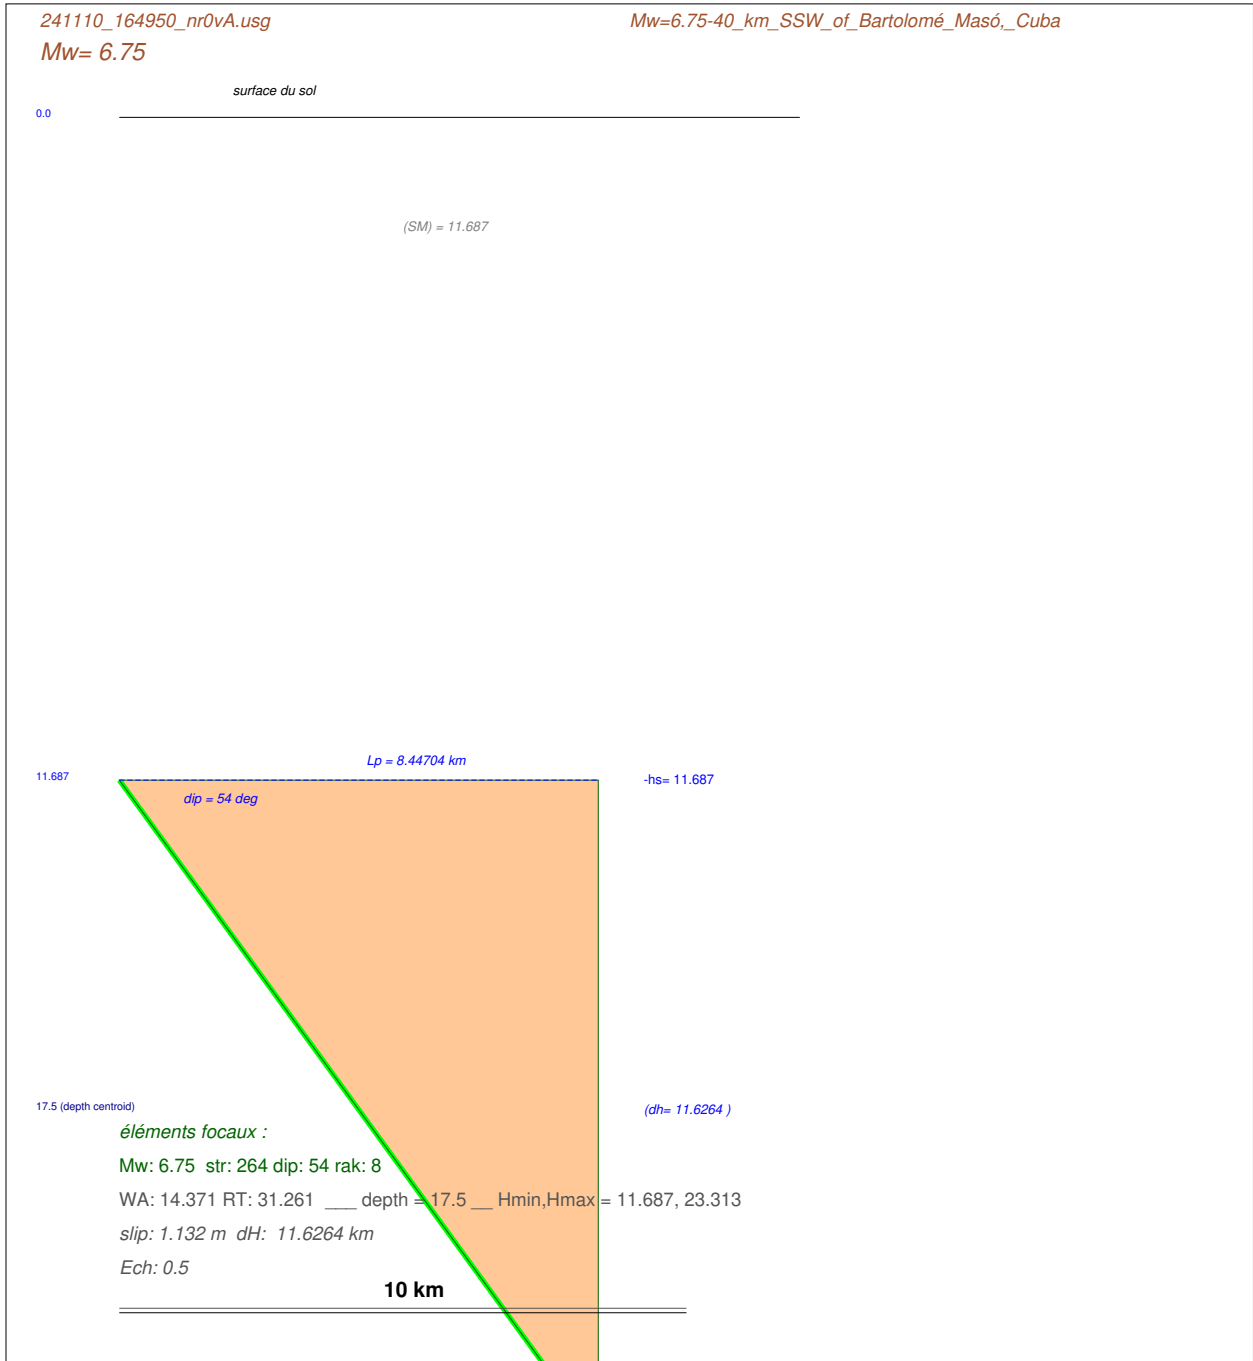 241110_164950_nr0vA.usg Mw=6.75-40_km_SSW_of_Bartolomé_Masó,_Cuba
Mw= 6.75
surface du sol
0.0
(SM) = 11.687
Lp = 8.44704 km
11.687 -hs= 11.687
dip = 54 deg
17.5 (depth centroid) (dh= 11.6264 )
éléments focaux :
Mw: 6.75 str: 264 dip: 54 rak: 8
WA: 14.371 RT: 31.261 ___ depth = 17.5 __ Hmin,Hmax = 11.687, 23.313
slip: 1.132 m dH: 11.6264 km
Ech: 0.5
10 km